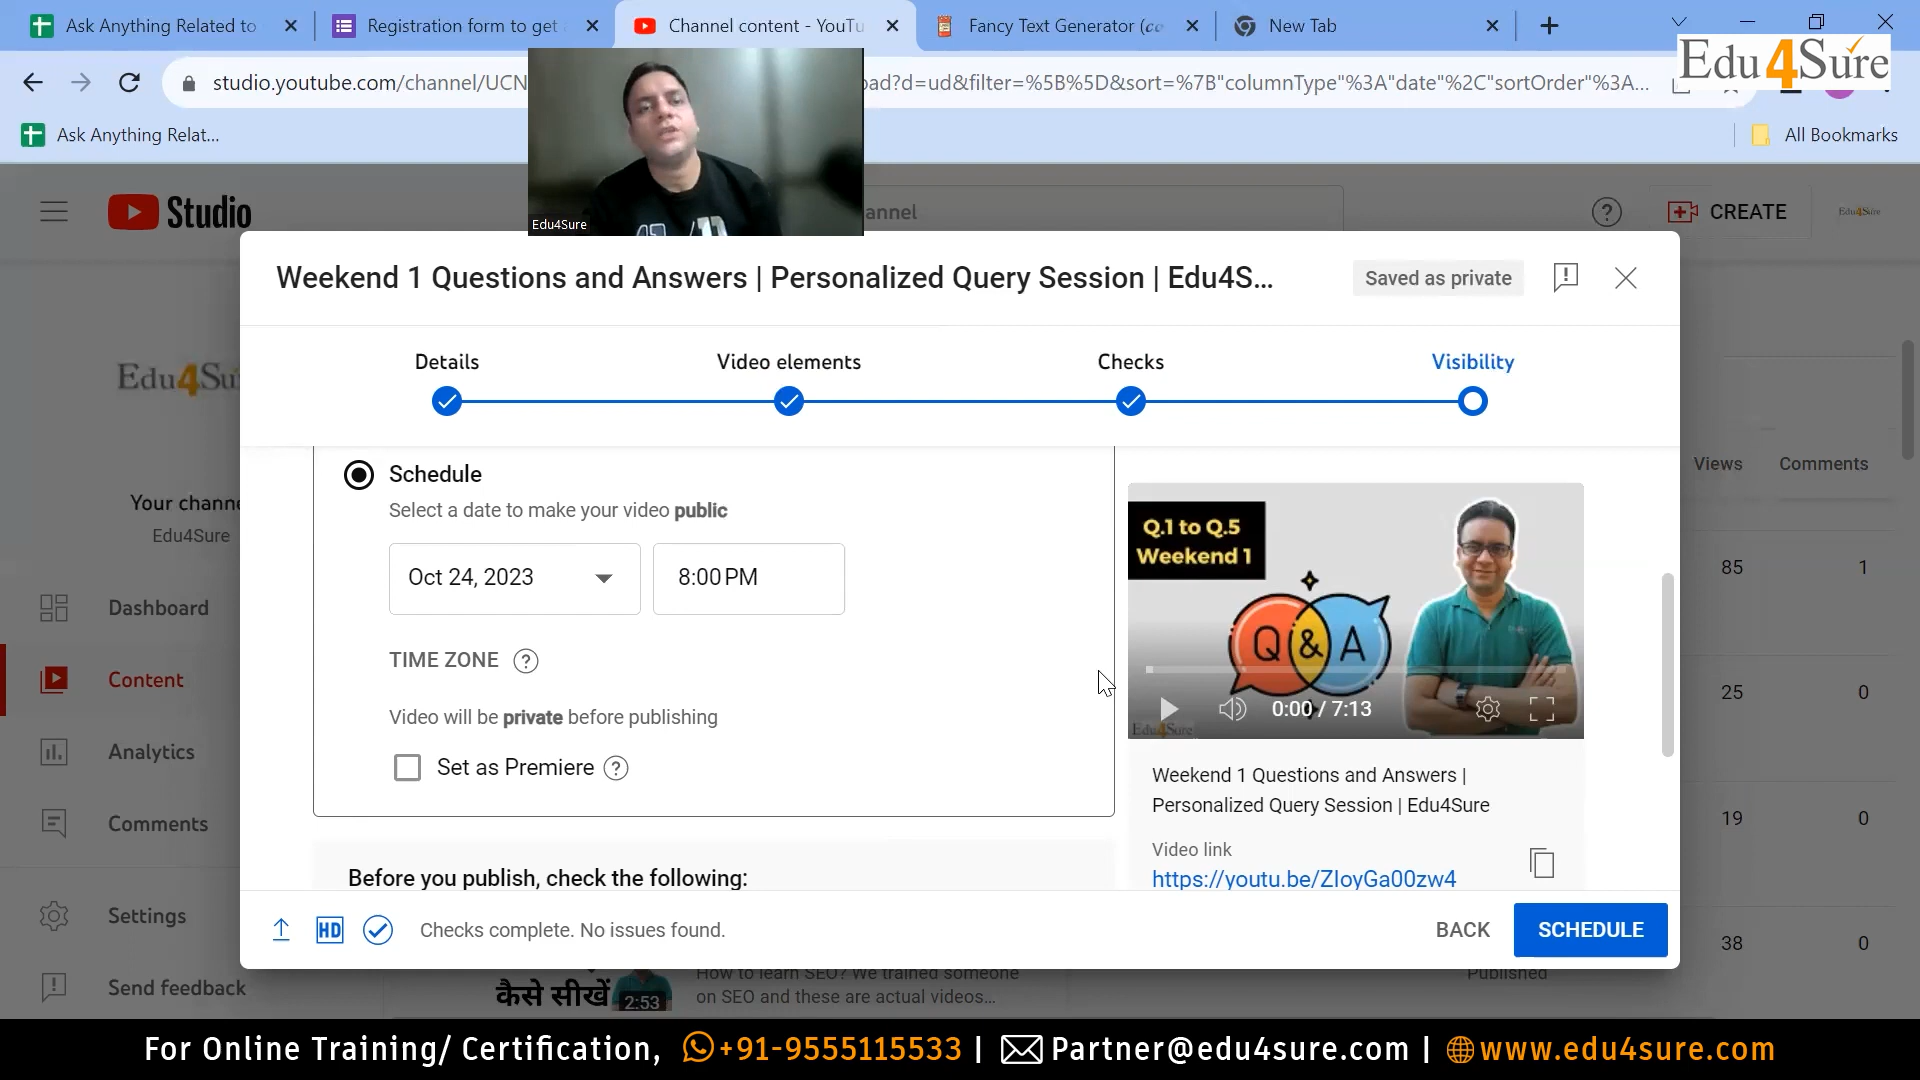 Ask Anything Related to
Registration form to get a
Channel content - YouTu
Fancy Text Generator (𝓬𝓸
New Tab
Edu4Sure
studio.youtube.com/channel/UCN
oad?d=ud&filter=%5B%5D&sort=%7B"columnType"%3A"date"%2C"sortOrder"%3A...
Ask Anything Relat...
All Bookmarks
Studio
annel
?
CREATE
Edu4Sure
Edu4Sure
Weekend 1 Questions and Answers | Personalized Query Session | Edu4S...
Saved as private
Details
Video elements
Checks
Visibility
Edu4Su
Your channe
Edu4Sure
Dashboard
Content
Analytics
Comments
Settings
Send feedback
Schedule
Select a date to make your video public
Oct 24, 2023
8:00 PM
TIME ZONE ?
Video will be private before publishing
Set as Premiere ?
Before you publish, check the following:
Q.1 to Q.5
Weekend 1
Q & A
0:00 / 7:13
Edu4Sure
Weekend 1 Questions and Answers |
Personalized Query Session | Edu4Sure
Video link
https://youtu.be/ZIoyGa00zw4
Views
Comments
85
1
25
0
19
0
38
0
HD
Checks complete. No issues found.
BACK
SCHEDULE
कैसे सीखें
2:53
How to learn SEO? We trained someone
on SEO and these are actual videos...
Published
For Online Training/ Certification, +91-9555115533 | Partner@edu4sure.com | www.edu4sure.com